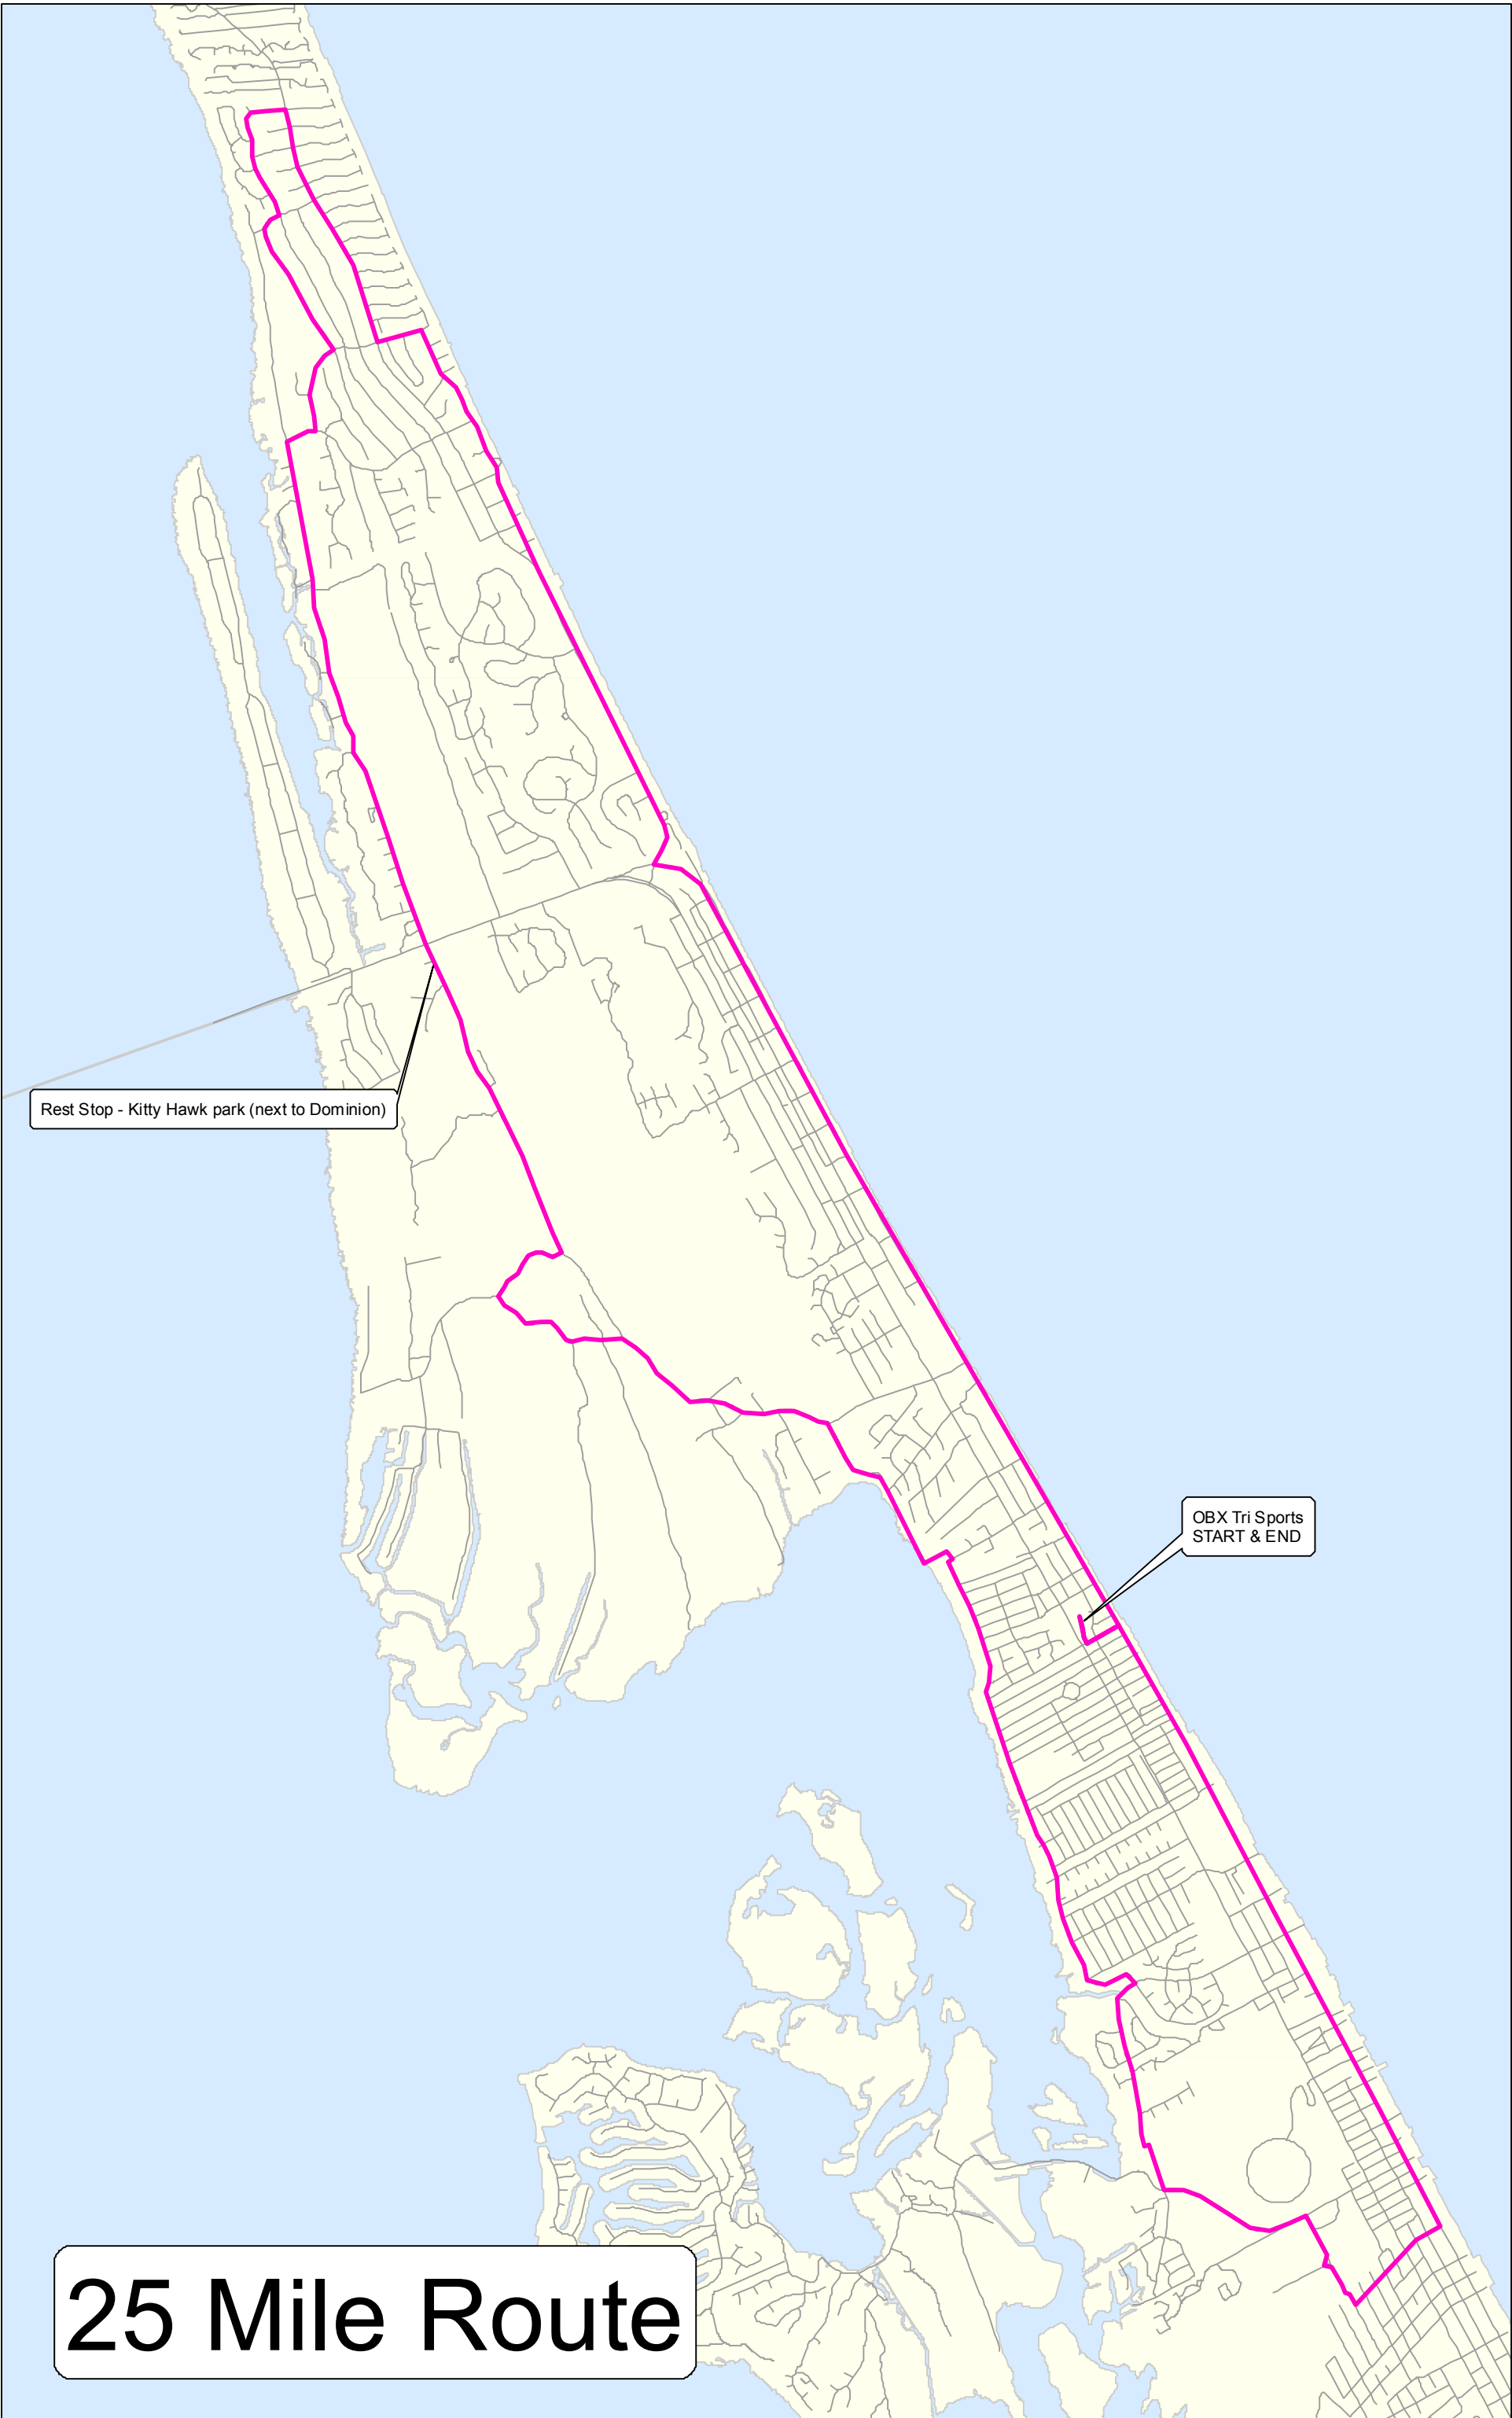 Rest Stop - Kitty Hawk park (next to Dominion)
OBX Tri Sports
START & END
25 Mile Route